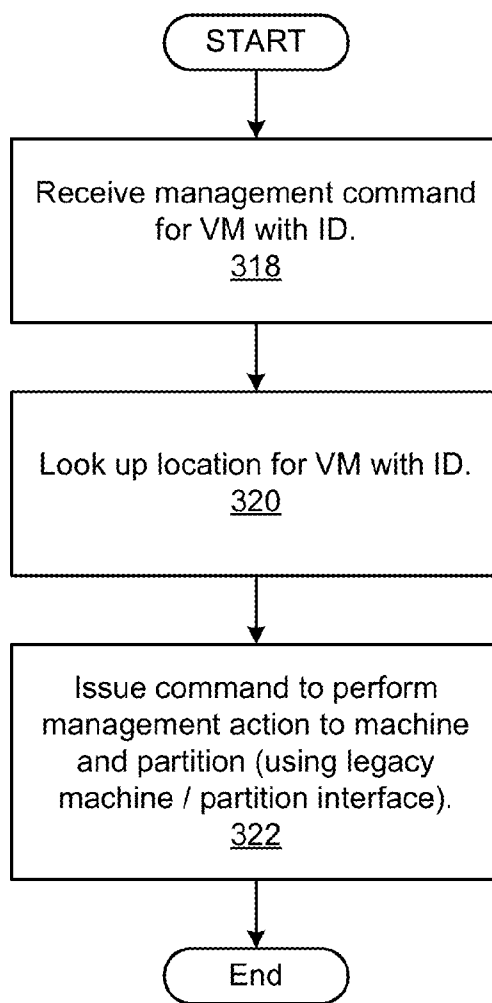 START
Receive management command
for VM with ID.
318
Look up location for VM with ID.
320
Issue command to perform
management action to machine
and partition (using legacy
machine / partition interface).
322
End